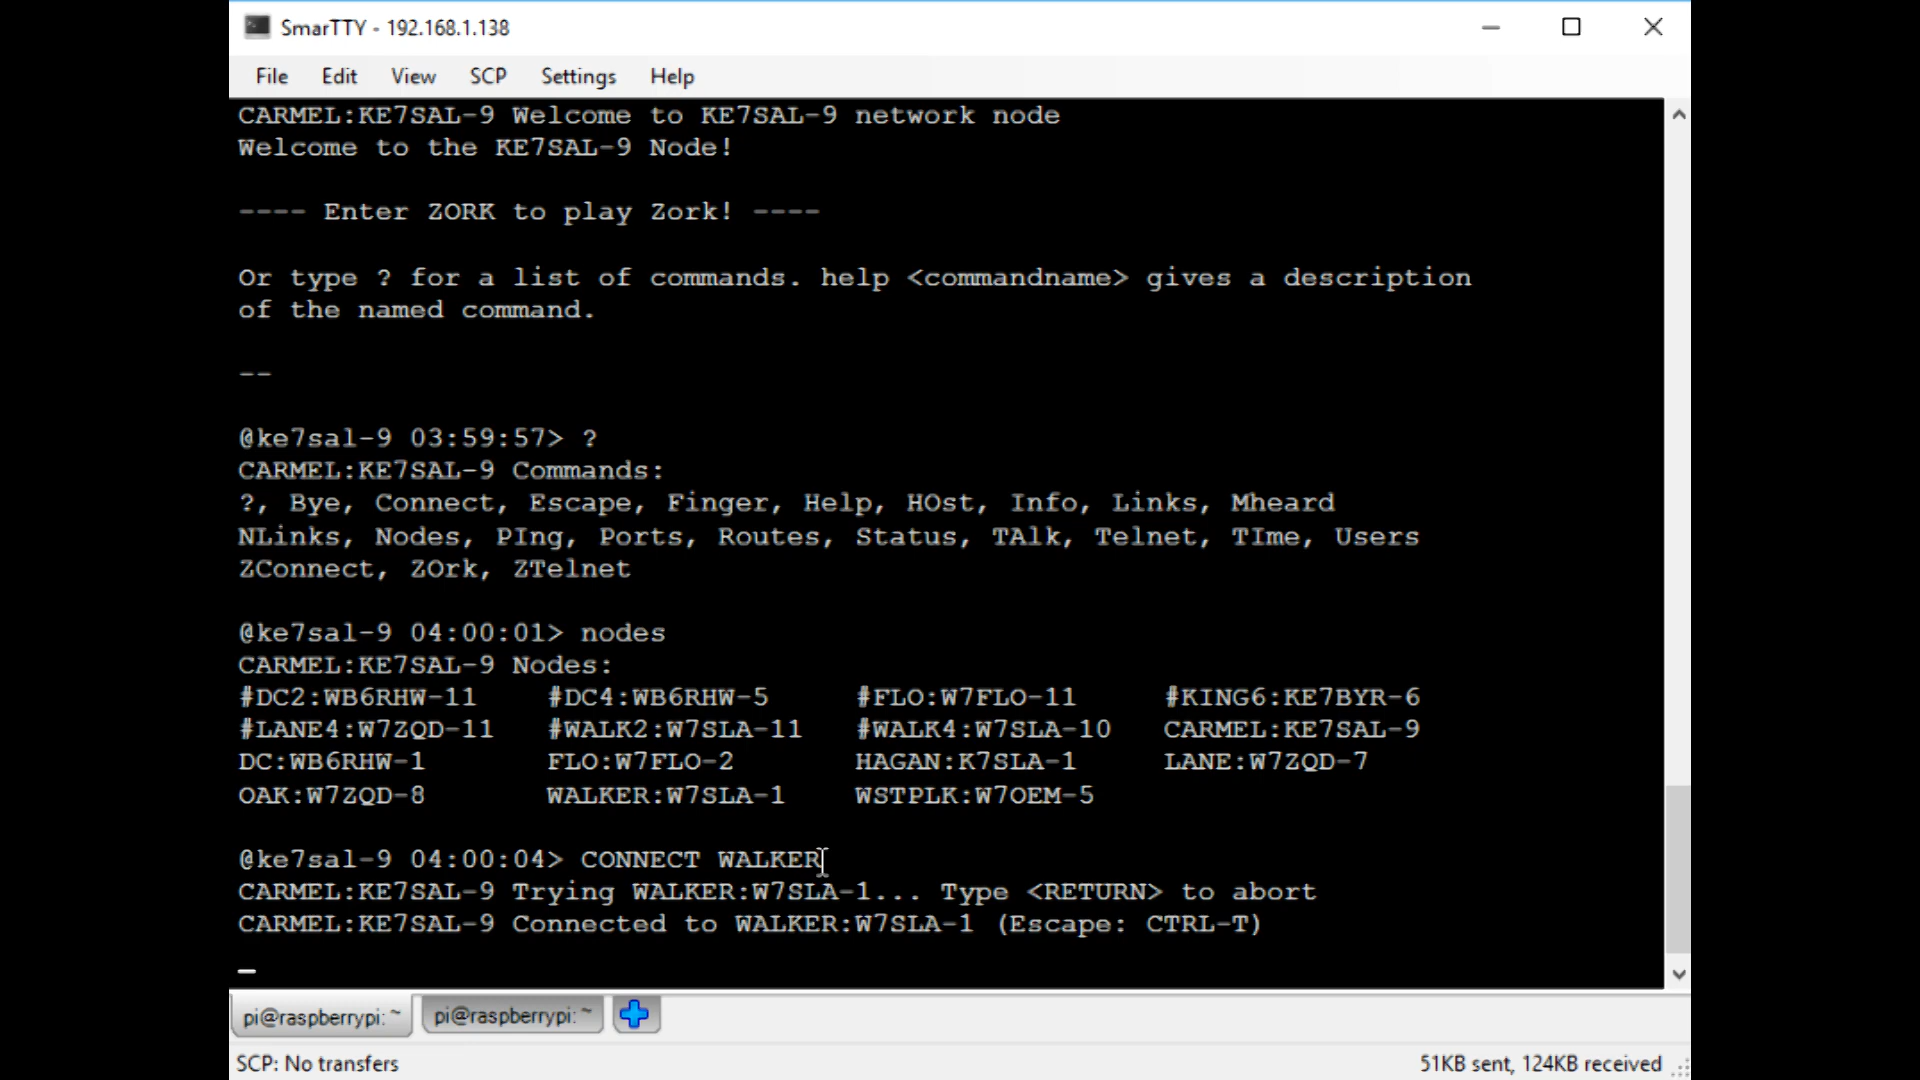 SmarTTY - 192.168.1.138
File Edit View SCP Settings Help
CARMEL:KE7SAL-9 Welcome to KE7SAL-9 network node
Welcome to the KE7SAL-9 Node!
---- Enter ZORK to play Zork! ----
Or type ? for a list of commands. help <commandname> gives a description
of the named command.
--
@ke7sal-9 03:59:57> ?
CARMEL:KE7SAL-9 Commands:
?, Bye, Connect, Escape, Finger, Help, HOst, Info, Links, Mheard
NLinks, Nodes, PIng, Ports, Routes, Status, TAlk, Telnet, TIme, Users
ZConnect, ZOrk, ZTelnet
@ke7sal-9 04:00:01> nodes
CARMEL:KE7SAL-9 Nodes:
#DC2:WB6RHW-11 #DC4:WB6RHW-5 #FLO:W7FLO-11 #KING6:KE7BYR-6
#LANE4:W7ZQD-11 #WALK2:W7SLA-11 #WALK4:W7SLA-10 CARMEL:KE7SAL-9
DC:WB6RHW-1 FLO:W7FLO-2 HAGAN:K7SLA-1 LANE:W7ZQD-7
OAK:W7ZQD-8 WALKER:W7SLA-1 WSTPLK:W7OEM-5
@ke7sal-9 04:00:04> CONNECT WALKER
CARMEL:KE7SAL-9 Trying WALKER:W7SLA-1... Type <RETURN> to abort
CARMEL:KE7SAL-9 Connected to WALKER:W7SLA-1 (Escape: CTRL-T)
pi@raspberrypi: ~ pi@raspberrypi: ~
SCP: No transfers 51KB sent, 124KB received